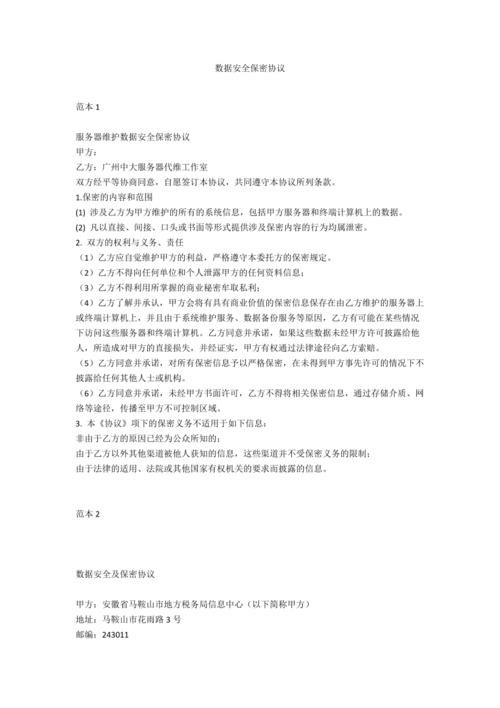 数据安全保密协议
范本 1
服务器维护数据安全保密协议
甲方：
乙方：广州中大服务器代维工作室
双方经平等协商同意，自愿签订本协议，共同遵守本协议所列条款。
1.保密的内容和范围
(1) 涉及乙方为甲方维护的所有的系统信息，包括甲方服务器和终端计算机上的数据。
(2) 凡以直接、间接、口头或书面等形式提供涉及保密内容的行为均属泄密。
2. 双方的权利与义务、责任
（1）乙方应自觉维护甲方的利益，严格遵守本委托方的保密规定。
（2）乙方不得向任何单位和个人泄露甲方的任何资料信息；
（3）乙方不得利用所掌握的商业秘密牟取私利；
（4）乙方了解并承认，甲方会将有具有商业价值的保密信息保存在由乙方维护的服务器上
或终端计算机上，并且由于系统维护服务、数据备份服务等原因，乙方有可能在某些情况
下访问这些服务器和终端计算机。乙方同意并承诺，如果这些数据未经甲方许可披露给他
人，所造成对甲方的直接损失，并经证实，甲方有权通过法律途径向乙方索赔。
（5）乙方同意并承诺，对所有保密信息予以严格保密，在未得到甲方事先许可的情况下不
披露给任何其他人士或机构。
（6）乙方同意并承诺，未经甲方书面许可，乙方不得将相关保密信息，通过存储介质、网
络等途径，传播至甲方不可控制区域。
3. 本《协议》项下的保密义务不适用于如下信息：
非由于乙方的原因已经为公众所知的；
由于乙方以外其他渠道被他人获知的信息，这些渠道并不受保密义务的限制；
由于法律的适用、法院或其他国家有权机关的要求而披露的信息。
范本 2
数据安全及保密协议
甲方：安徽省马鞍山市地方税务局信息中心（以下简称甲方）
地址：马鞍山市花雨路 3 号
邮编：243011